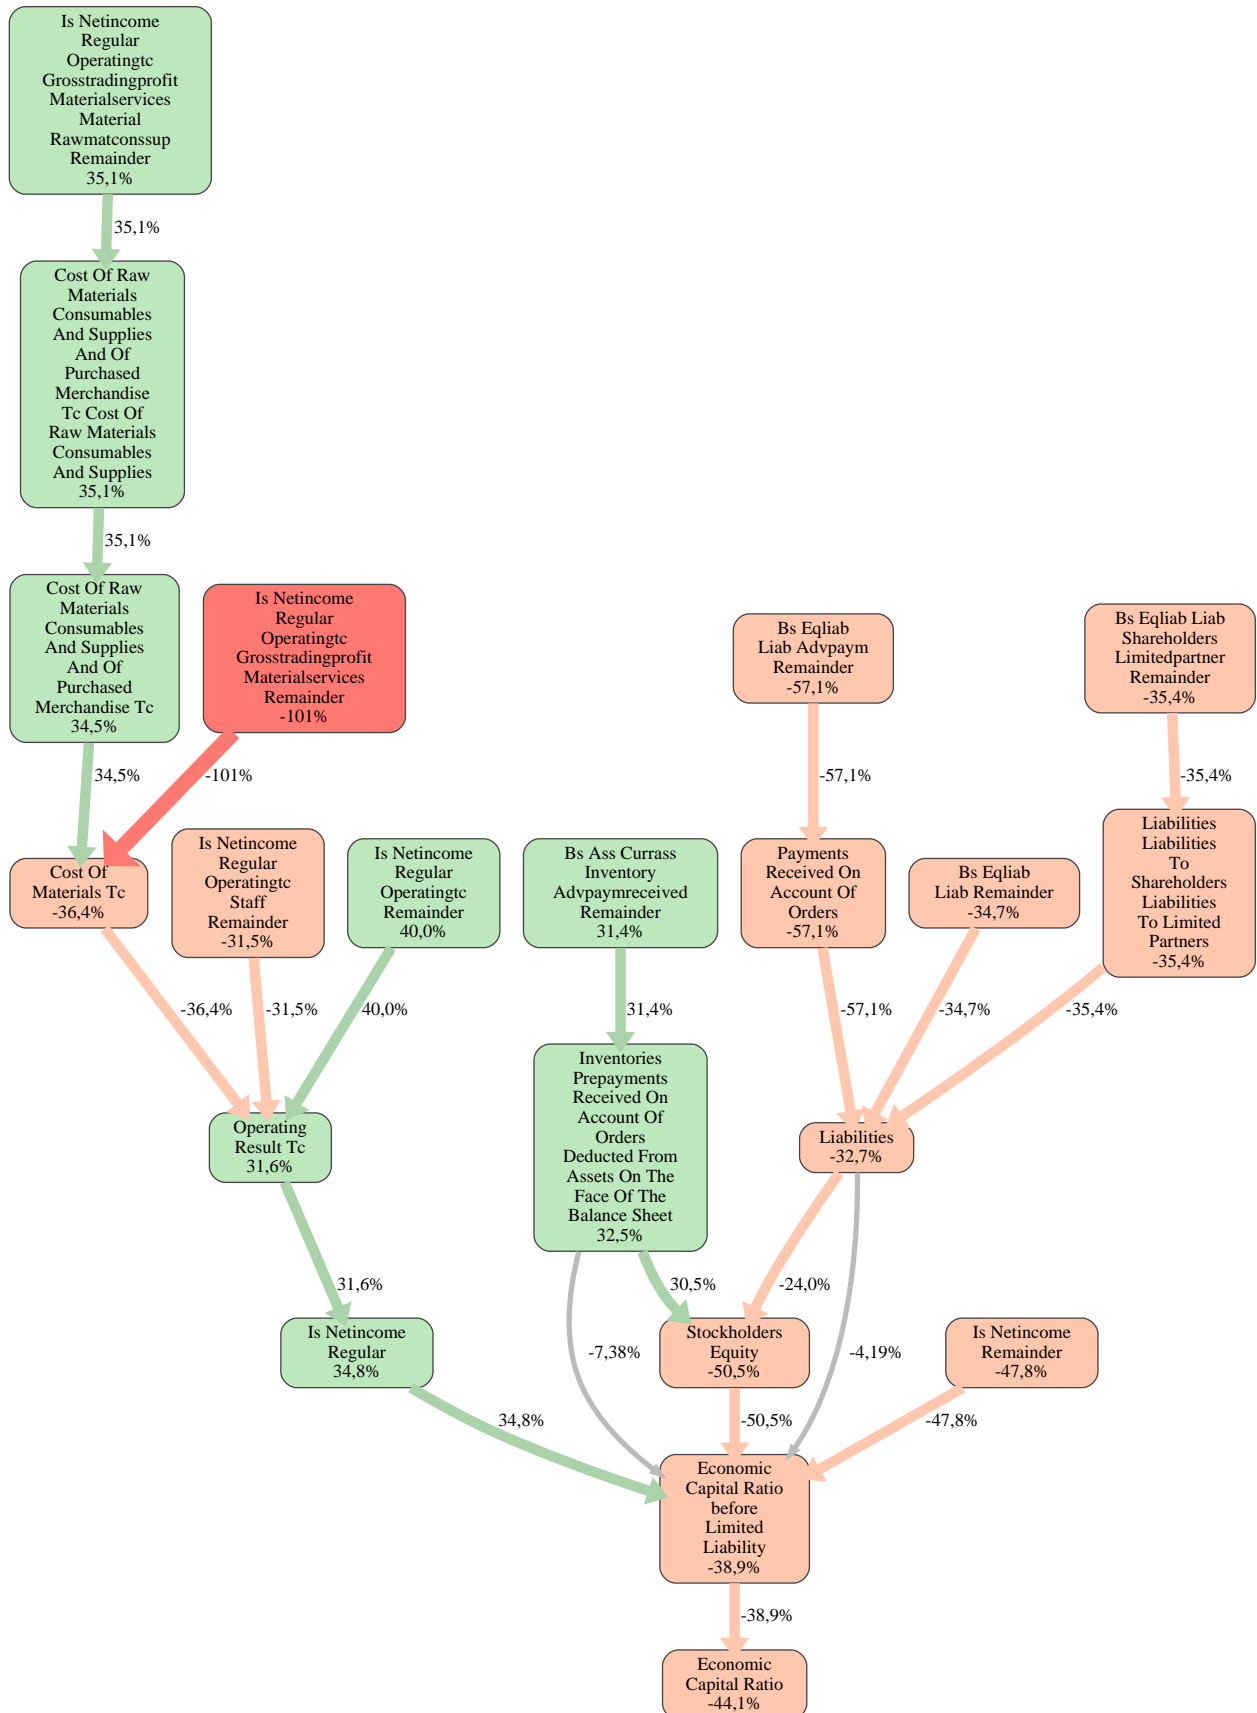 Is Netincome
Regular
Operatingtc
Grosstradingprofit
Materialservices
Material
Rawmatconssup
Remainder
35,1%
35,1%
Cost Of Raw
Materials
Consumables
And Supplies
And Of
Purchased
Merchandise
Tc Cost Of
Raw Materials
Consumables
And Supplies
35,1%
35,1%
Cost Of Raw
Materials
Consumables
And Supplies
And Of
Purchased
Merchandise Tc
34,5%
Is Netincome
Regular
Operatingtc
Grosstradingprofit
Materialservices
Remainder
-101%
Bs Eqliab
Liab Advpaym
Remainder
-57,1%
Bs Eqliab Liab
Shareholders
Limitedpartner
Remainder
-35,4%
34,5%
-101%
-57,1%
-35,4%
Cost Of
Materials Tc
-36,4%
Is Netincome
Regular
Operatingtc
Staff
Remainder
-31,5%
Is Netincome
Regular
Operatingtc
Remainder
40,0%
Bs Ass Currass
Inventory
Advpaymreceived
Remainder
31,4%
Payments
Received On
Account Of
Orders
-57,1%
Bs Eqliab
Liab Remainder
-34,7%
Liabilities
Liabilities
To
Shareholders
Liabilities
To Limited
Partners
-35,4%
-36,4%
-31,5%
40,0%
31,4%
-57,1%
-34,7%
-35,4%
Operating
Result Tc
31,6%
Inventories
Prepayments
Received On
Account Of
Orders
Deducted From
Assets On The
Face Of The
Balance Sheet
32,5%
Liabilities
-32,7%
31,6%
30,5%
-24,0%
Is Netincome
Regular
34,8%
-7,38%
Stockholders
Equity
-50,5%
-4,19%
Is Netincome
Remainder
-47,8%
34,8%
-50,5%
-47,8%
Economic
Capital Ratio
before
Limited
Liability
-38,9%
-38,9%
Economic
Capital Ratio
-44,1%